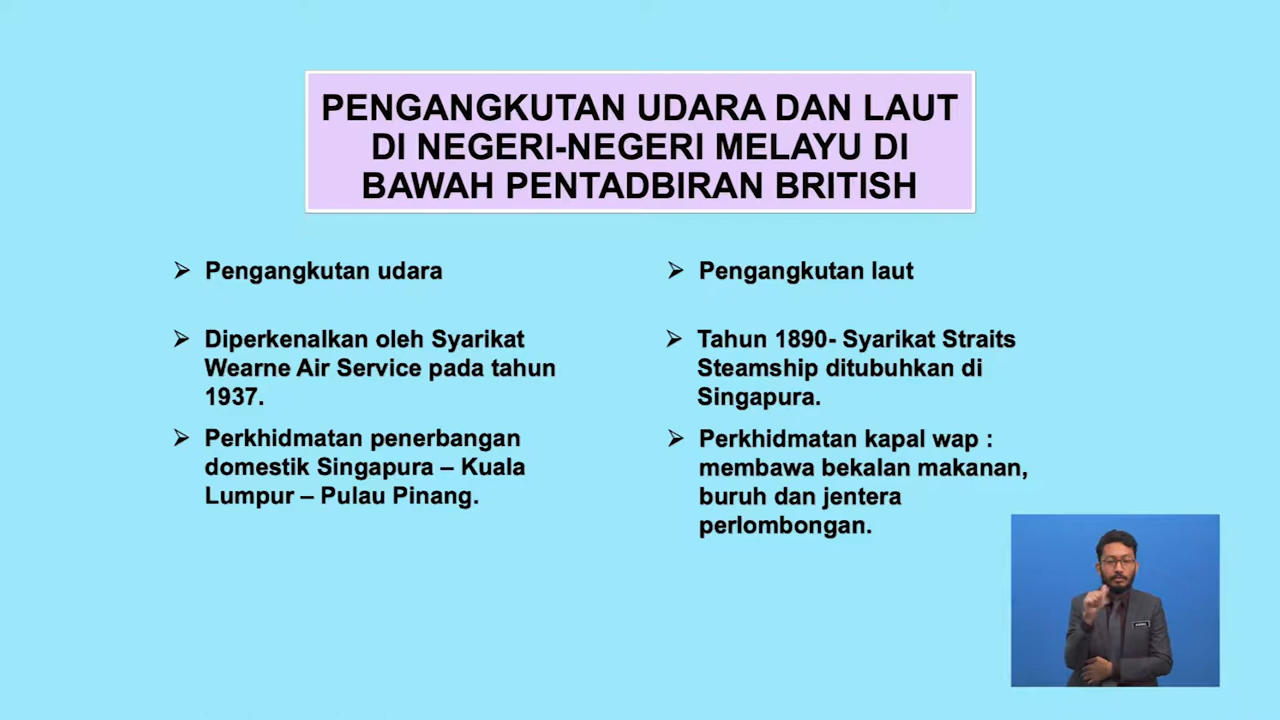 PENGANGKUTAN UDARA DAN LAUT
DI NEGERI-NEGERI MELAYU DI
BAWAH PENTADBIRAN BRITISH
Pengangkutan udara
Diperkenalkan oleh Syarikat
Wearne Air Service pada tahun
1937.
Perkhidmatan penerbangan
domestik Singapura – Kuala
Lumpur – Pulau Pinang.
Pengangkutan laut
Tahun 1890- Syarikat Straits
Steamship ditubuhkan di
Singapura.
Perkhidmatan kapal wap :
membawa bekalan makanan,
buruh dan jentera
perlombongan.